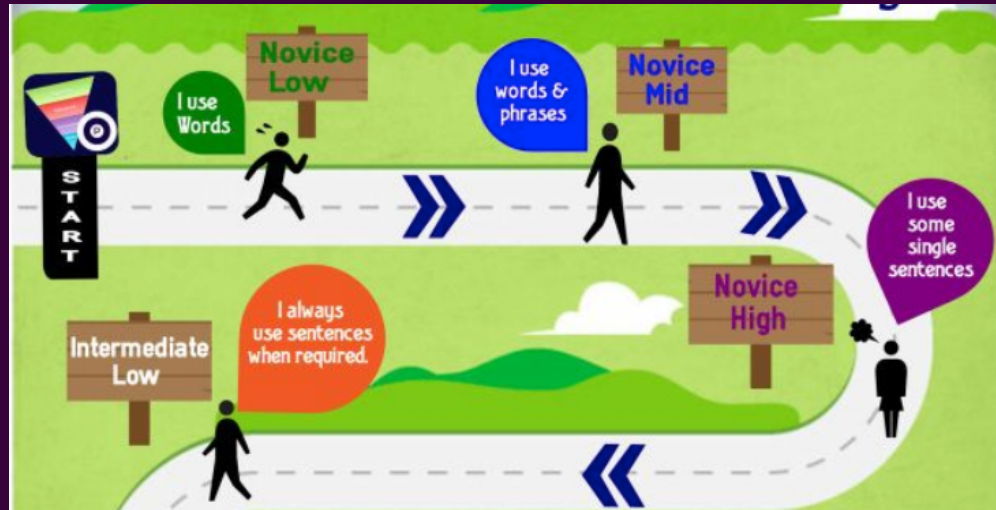 START
I use
Words
Novice
Low
I use
words &
phrases
Novice
Mid
I use
some
single
sentences
Novice
High
I always
use sentences
when required.
Intermediate
Low